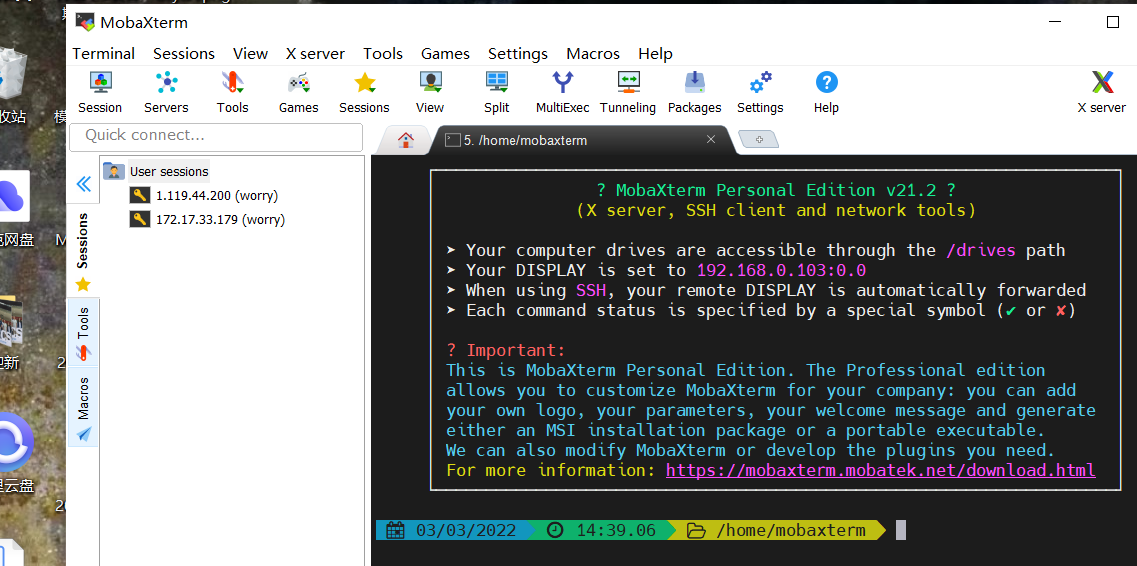 MobaXterm
Terminal Sessions View X server Tools Games Settings Macros Help
Session Servers Tools Games Sessions View Split MultiExec Tunneling Packages Settings Help X server
Quick connect...
5. /home/mobaxterm
User sessions
1.119.44.200 (worry)
172.17.33.179 (worry)
Sessions
Tools
Macros
? MobaXterm Personal Edition v21.2 ?
(X server, SSH client and network tools)
➤ Your computer drives are accessible through the /drives path
➤ Your DISPLAY is set to 192.168.0.103:0.0
➤ When using SSH, your remote DISPLAY is automatically forwarded
➤ Each command status is specified by a special symbol (✔ or ✘)
? Important:
This is MobaXterm Personal Edition. The Professional edition
allows you to customize MobaXterm for your company: you can add
your own logo, your parameters, your welcome message and generate
either an MSI installation package or a portable executable.
We can also modify MobaXterm or develop the plugins you need.
For more information: https://mobaxterm.mobatek.net/download.html
03/03/2022 14:39.06 /home/mobaxterm
收站
网盘
新
云盘